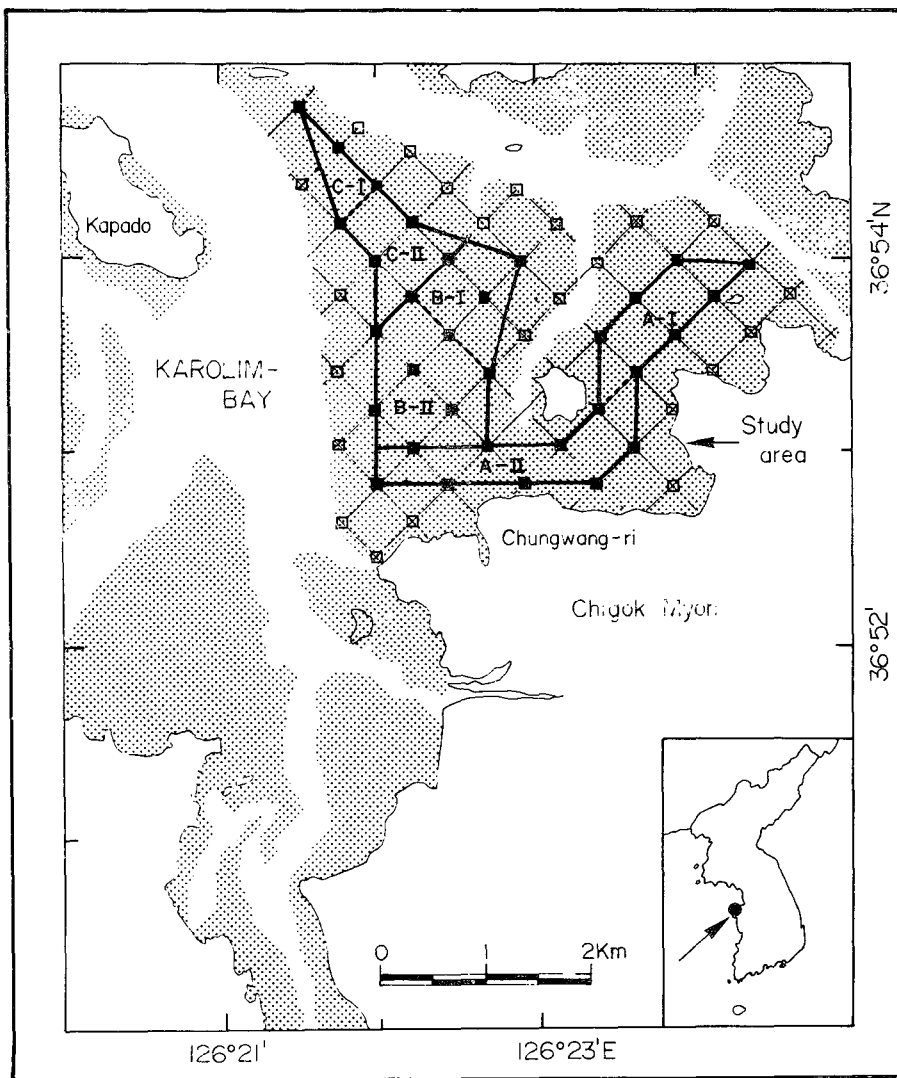 C-I
Kapado
C-II
36°54'N
B-I
A-I
KAROLIM-
BAY
B-II
Study
area
A-II
Chungwang-ri
Chigok Myon
36°52'
0 1 2Km
126°21'
126°23'E